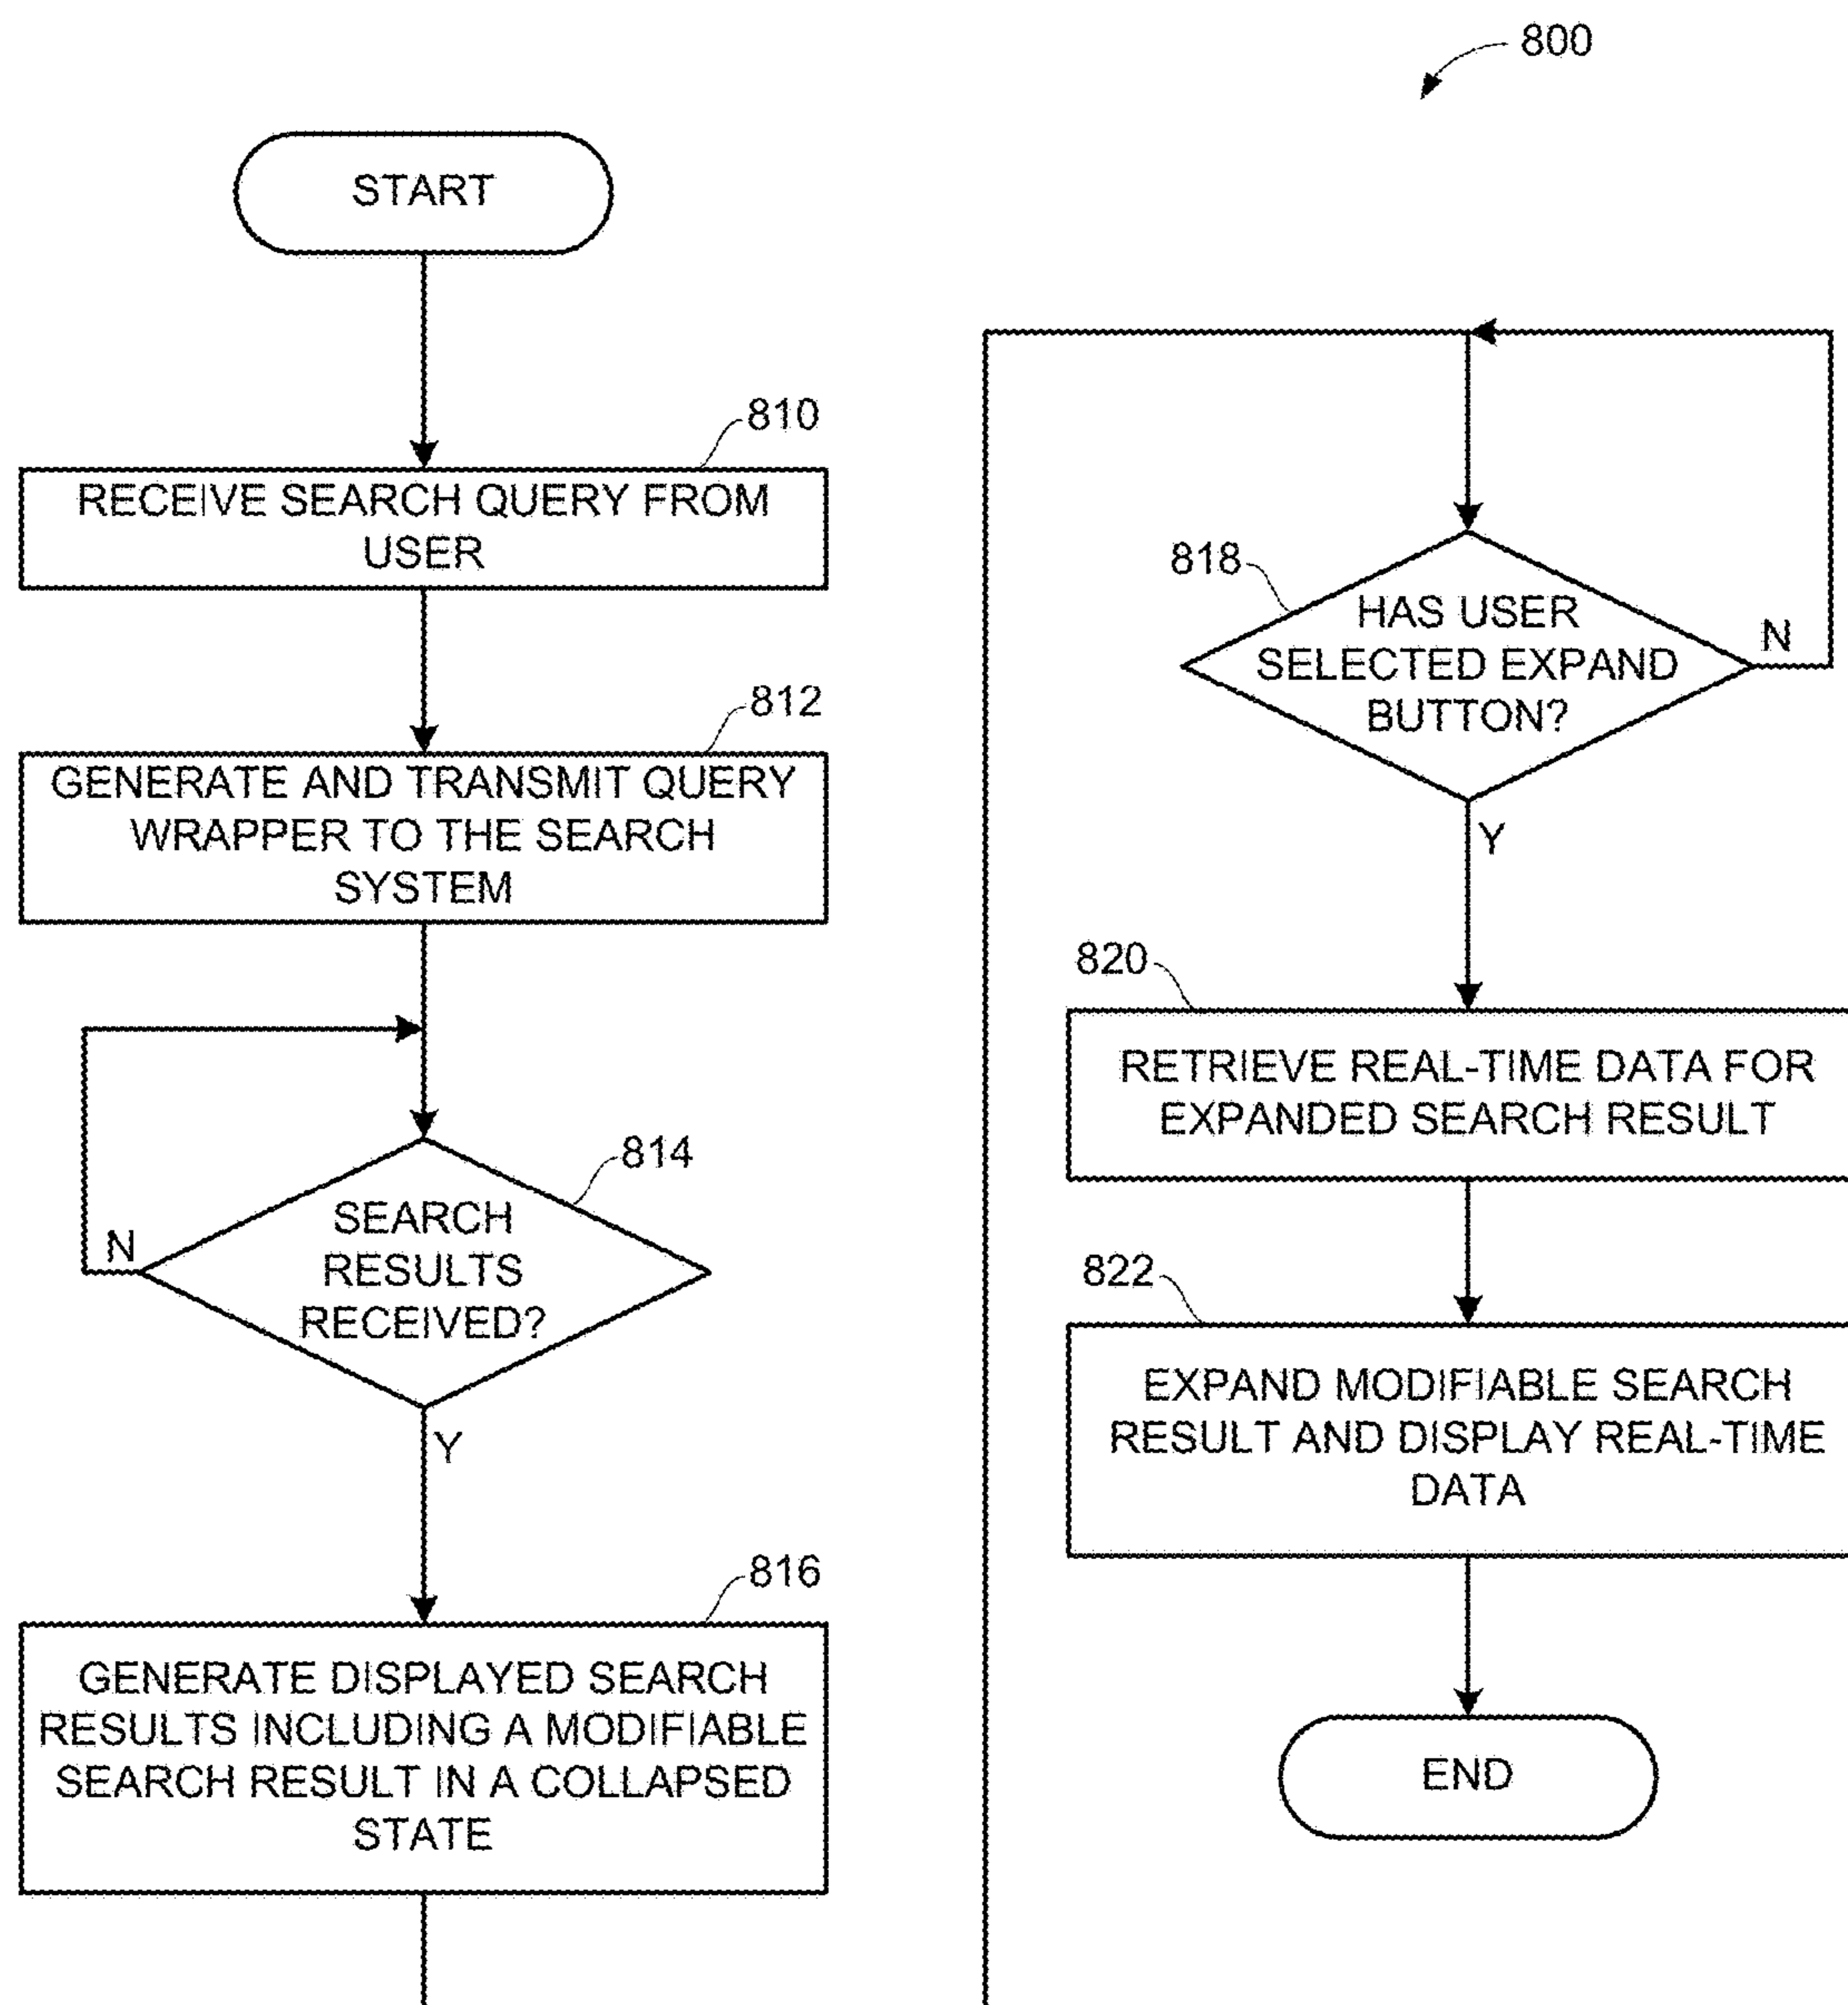 800
START
810
RECEIVE SEARCH QUERY FROM
USER
812
GENERATE AND TRANSMIT QUERY
WRAPPER TO THE SEARCH
SYSTEM
814
SEARCH
RESULTS
RECEIVED?
N
Y
816
GENERATE DISPLAYED SEARCH
RESULTS INCLUDING A MODIFIABLE
SEARCH RESULT IN A COLLAPSED
STATE
818
HAS USER
SELECTED EXPAND
BUTTON?
N
Y
820
RETRIEVE REAL-TIME DATA FOR
EXPANDED SEARCH RESULT
822
EXPAND MODIFIABLE SEARCH
RESULT AND DISPLAY REAL-TIME
DATA
END